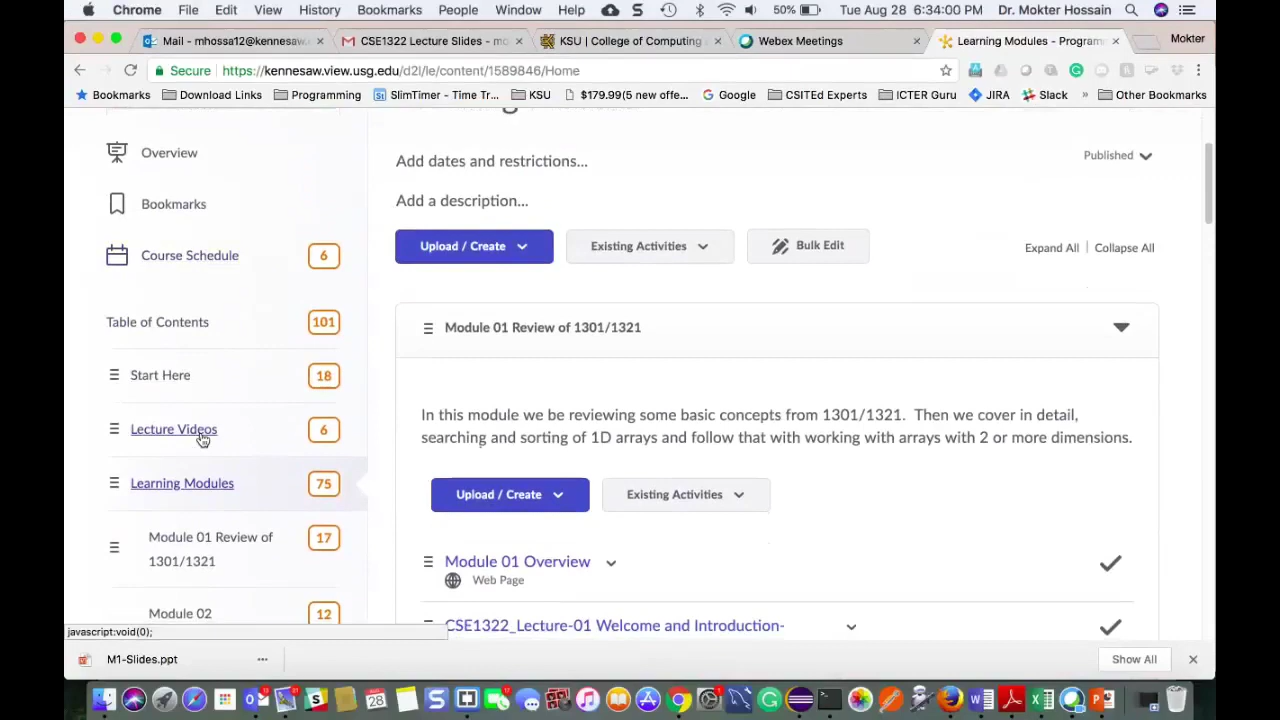 Chrome File Edit View History Bookmarks People Window Help 50% Tue Aug 28 6:34:00 PM Dr. Mokter Hossain
Mail - mhossa12@kennesaw. CSE1322 Lecture Slides - mo KSU | College of Computing Webex Meetings Learning Modules - Program Mokter
Secure https://kennesaw.view.usg.edu/d2l/le/content/1589846/Home
Bookmarks Download Links Programming SlimTimer - Time Tr... KSU $179.99(5 new offe... Google CSITEd Experts ICTER Guru JIRA Slack » Other Bookmarks
Overview
Add dates and restrictions...
Published
Bookmarks
Add a description...
Upload / Create Existing Activities Bulk Edit
Expand All | Collapse All
Course Schedule 6
Table of Contents 101
Module 01 Review of 1301/1321
Start Here 18
Lecture Videos 6
In this module we be reviewing some basic concepts from 1301/1321. Then we cover in detail,
searching and sorting of 1D arrays and follow that with working with arrays with 2 or more dimensions.
Learning Modules 75
Upload / Create Existing Activities
Module 01 Review of 17
1301/1321
Module 01 Overview
Web Page
Module 02 12
CSE1322_Lecture-01 Welcome and Introduction-
javascript:void(0);
M1-Slides.ppt
Show All